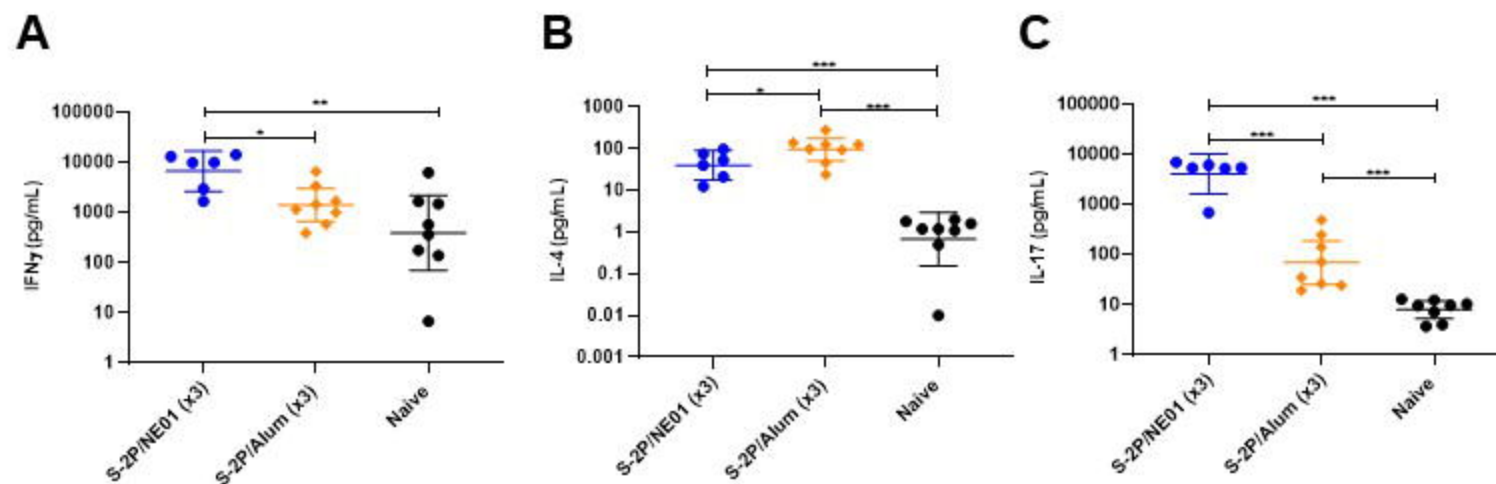 A
B
C
IFNγ (pg/mL)
100000
10000
1000
100
10
1
**
*
S-2P/NE01 (x3)
S-2P/Alum (x3)
Naive
IL-4 (pg/mL)
1000
100
10
1
0.1
0.01
0.001
***
*
***
S-2P/NE01 (x3)
S-2P/Alum (x3)
Naive
IL-17 (pg/mL)
100000
10000
1000
100
10
1
***
***
***
S-2P/NE01 (x3)
S-2P/Alum (x3)
Naive